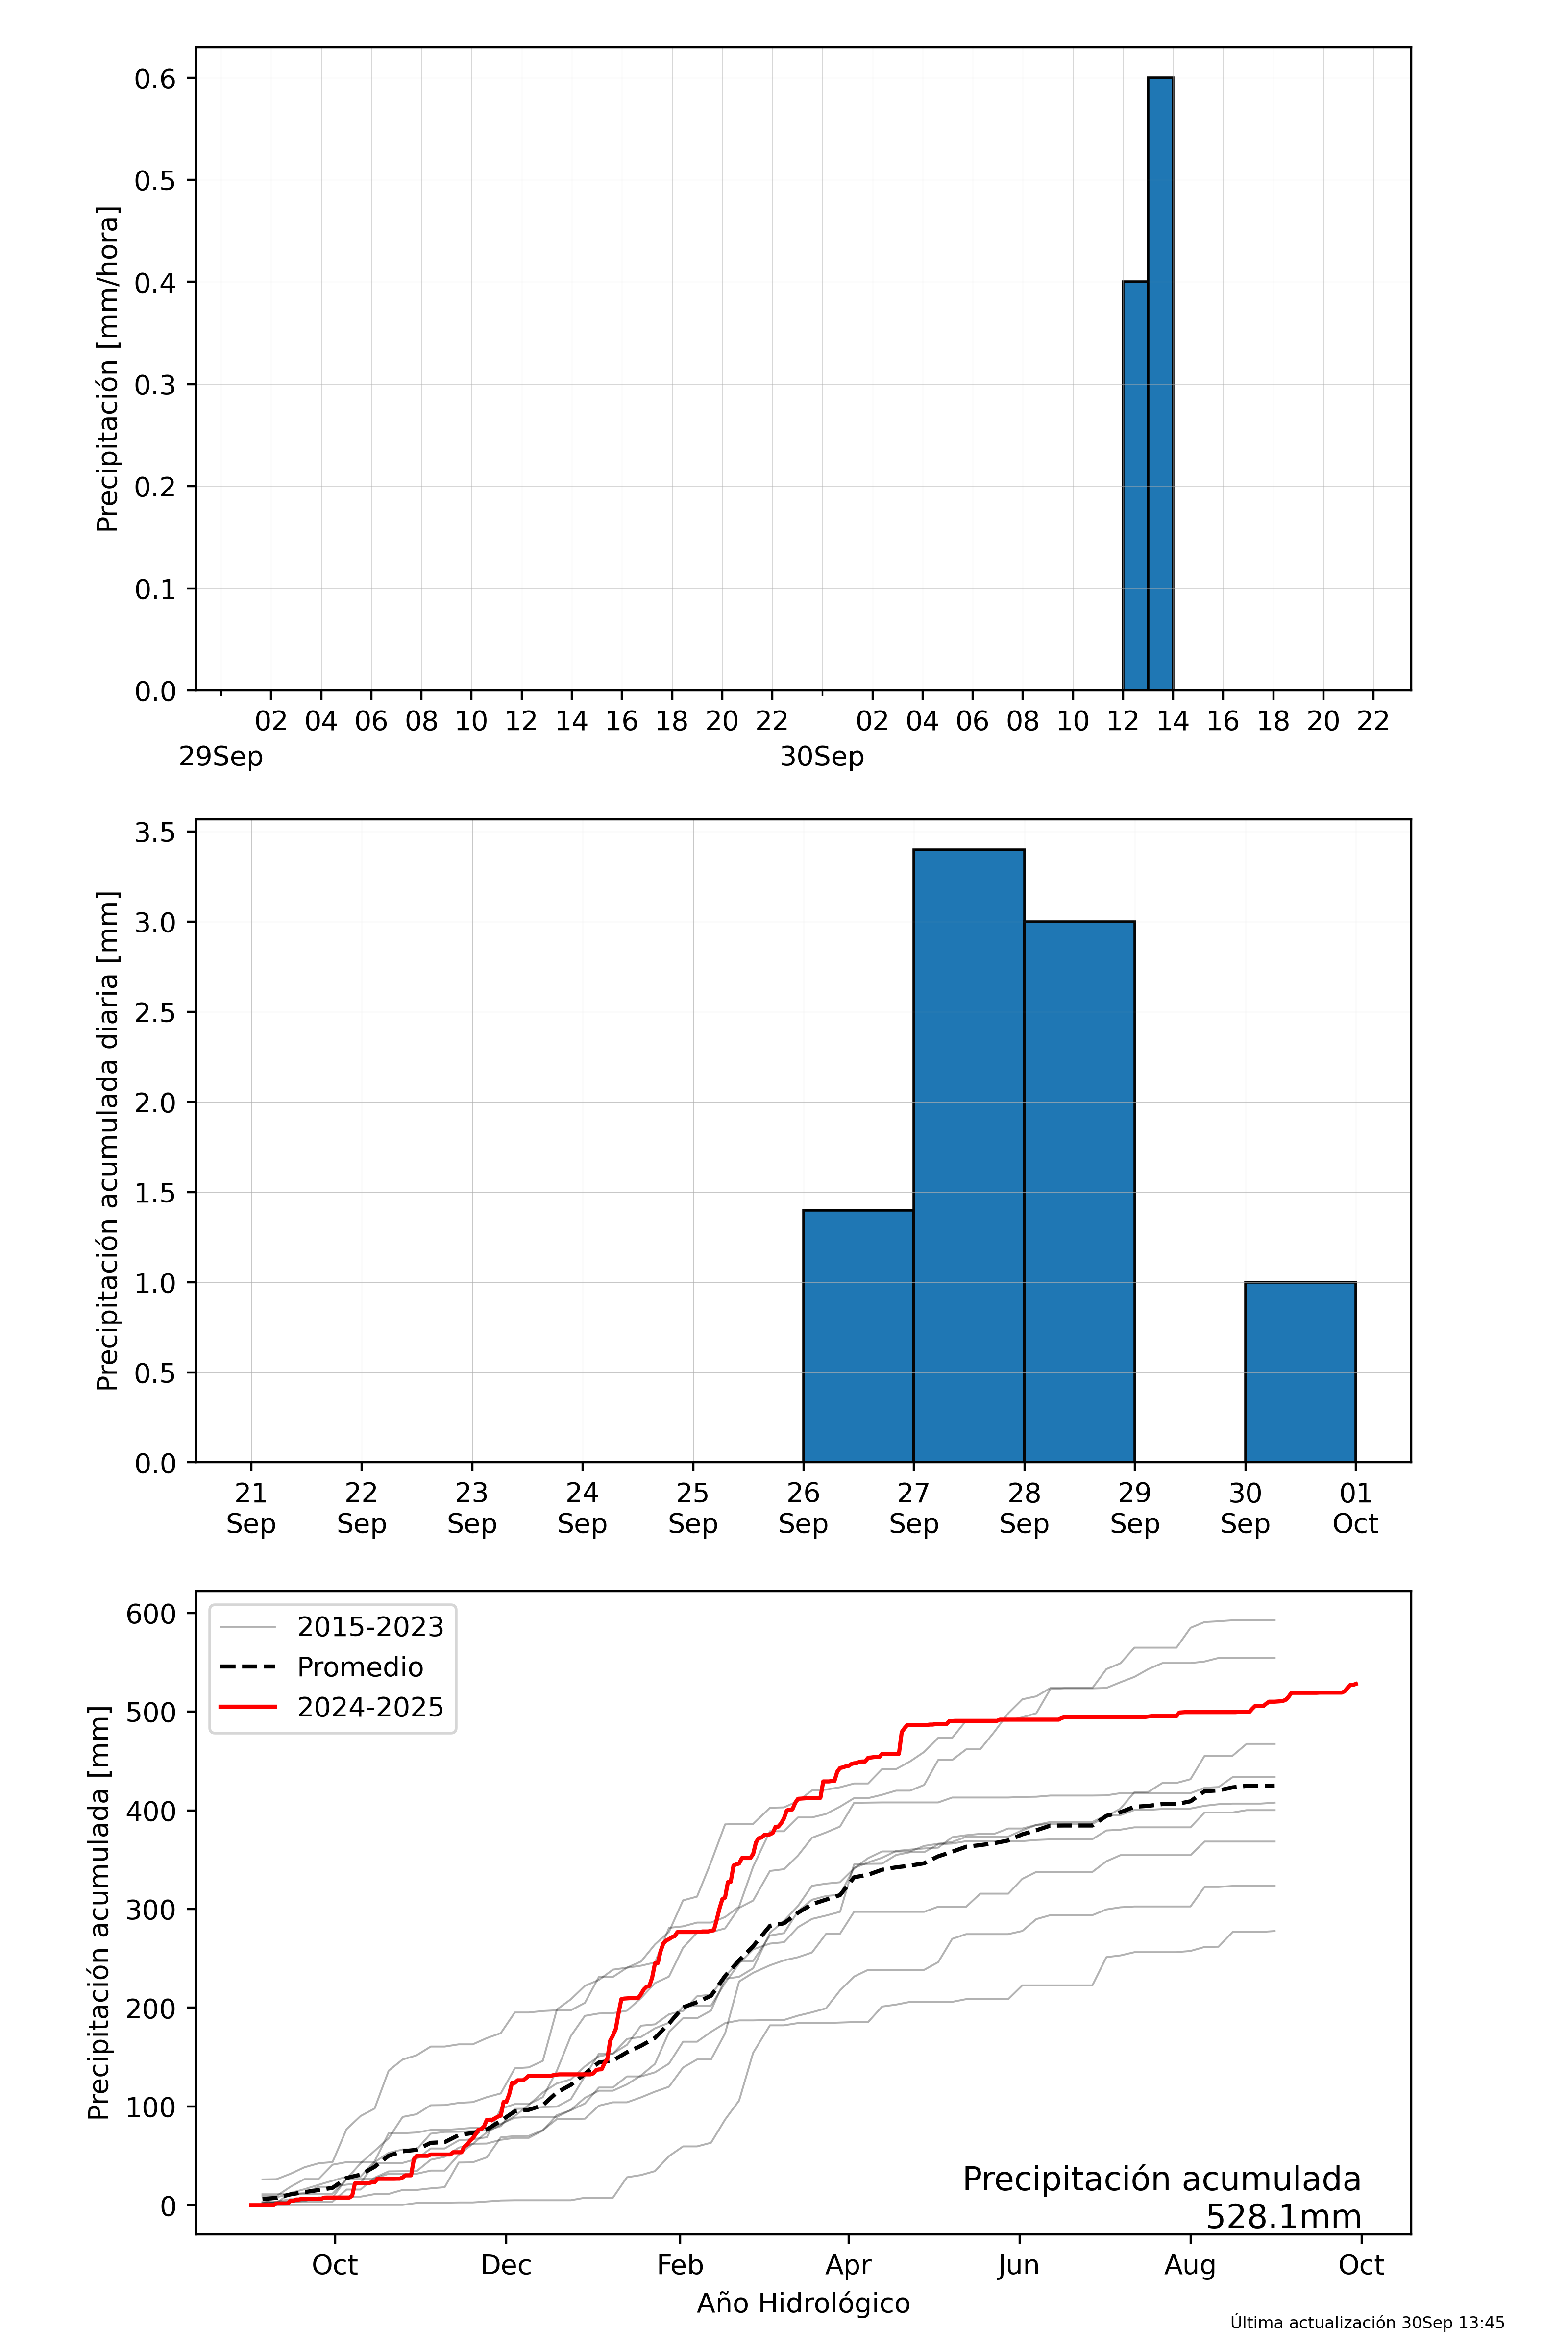 Precipitación [mm/hora]
0.6
0.5
0.4
0.3
0.2
0.1
0.0
02 04 06 08 10 12 14 16 18 20 22 02 04 06 08 10 12 14 16 18 20 22
29Sep 30Sep
Precipitación acumulada diaria [mm]
3.5
3.0
2.5
2.0
1.5
1.0
0.5
0.0
21 22 23 24 25 26 27 28 29 30 01
Sep Sep Sep Sep Sep Sep Sep Sep Sep Sep Oct
Precipitación acumulada [mm]
600
500
400
300
200
100
0
2015-2023
Promedio
2024-2025
Precipitación acumulada
528.1mm
Oct Dec Feb Apr Jun Aug Oct
Año Hidrológico
Última actualización 30Sep 13:45